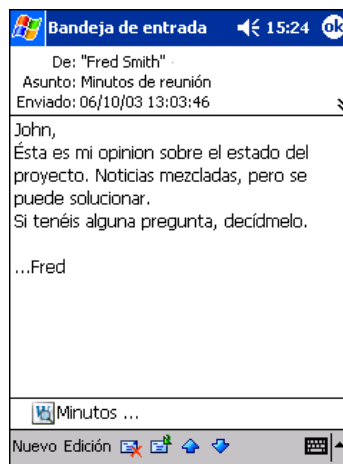 Bandeja de entrada 15:24 ok
De: "Fred Smith"
Asunto: Minutos de reunión
Enviado: 06/10/03 13:03:46
John,
Ésta es mi opinion sobre el estado del
proyecto. Noticias mezcladas, pero se
puede solucionar.
Si tenéis alguna pregunta, decídmelo.
...Fred
Minutos ...
Nuevo Edición